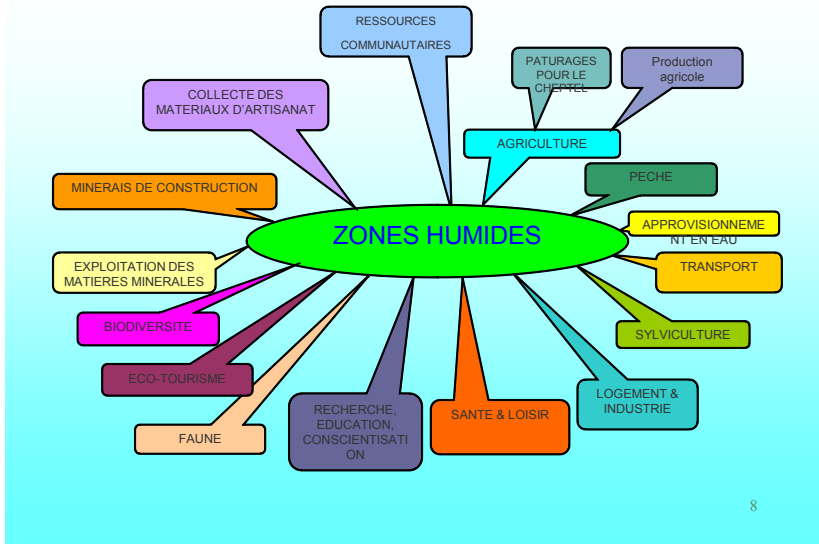 RESSOURCES
COMMUNAUTAIRES
PATURAGES
POUR LE
CHEPTEL
Production
agricole
COLLECTE DES
MATERIAUX D'ARTISANAT
AGRICULTURE
MINERAIS DE CONSTRUCTION
PECHE
ZONES HUMIDES
APPROVISIONNEME
NT EN EAU
EXPLOITATION DES
MATIERES MINERALES
TRANSPORT
BIODIVERSITE
SYLVICULTURE
ECO-TOURISME
LOGEMENT &
INDUSTRIE
RECHERCHE,
EDUCATION,
CONSCIENTISATI
ON
SANTE & LOISIR
FAUNE
8